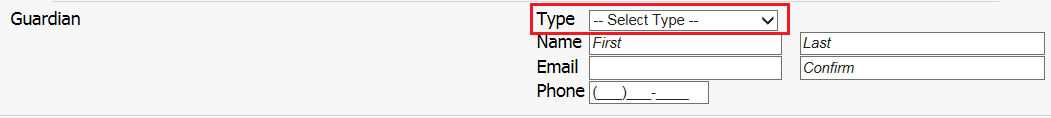 Guardian Type -- Select Type --
Name First Last
Email Confirm
Phone (___)___-____